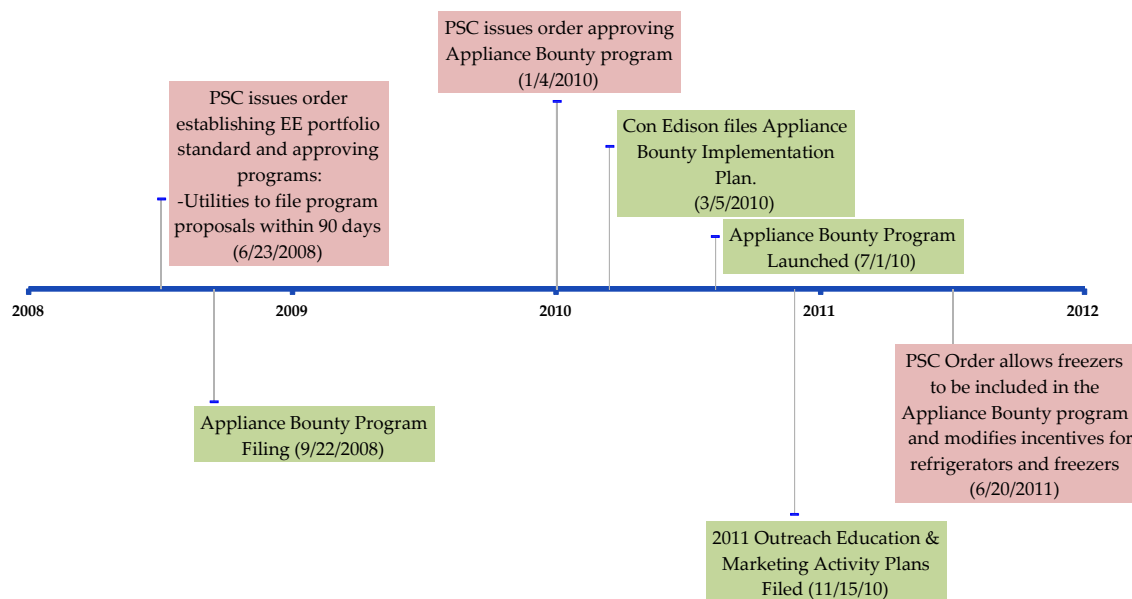 PSC issues order approving
Appliance Bounty program
(1/4/2010)
PSC issues order
establishing EE portfolio
standard and approving
programs:
-Utilities to file program
proposals within 90 days
(6/23/2008)
Con Edison files Appliance
Bounty Implementation
Plan.
(3/5/2010)
Appliance Bounty Program
Launched (7/1/10)
2008
2009
2010
2011
2012
Appliance Bounty Program
Filing (9/22/2008)
PSC Order allows freezers
to be included in the
Appliance Bounty program
and modifies incentives for
refrigerators and freezers
(6/20/2011)
2011 Outreach Education &
Marketing Activity Plans
Filed (11/15/10)